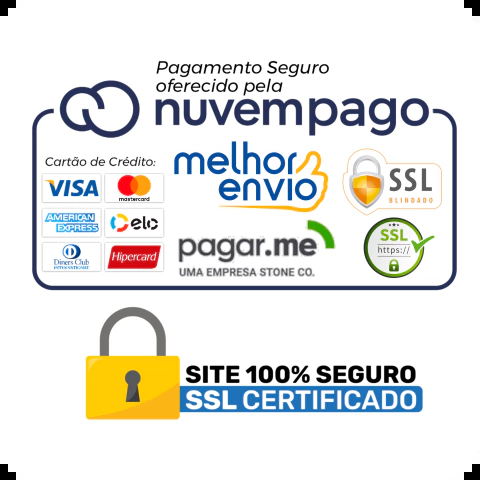 Pagamento Seguro
oferecido pela
nuvempago
Cartão de Crédito:
VISA
mastercard
AMERICAN
EXPRESS
elo
Diners Club
INTERNATIONAL
Hipercard
melhor
envio
pagar.me
UMA EMPRESA STONE CO.
SSL
BLINDADO
SSL
https://
SITE 100% SEGURO
SSL CERTIFICADO